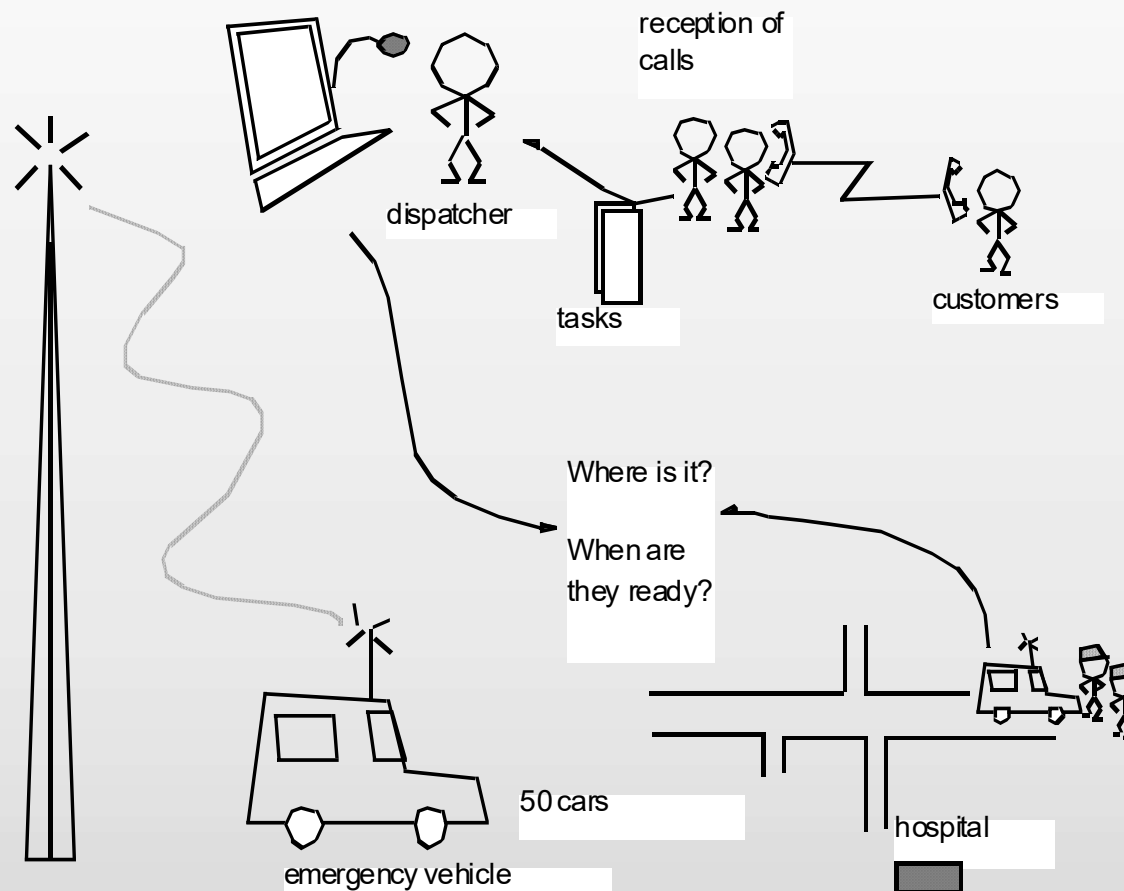 reception of
calls
dispatcher
tasks
customers
Where is it?
When are
they ready?
50 cars
hospital
emergency vehicle